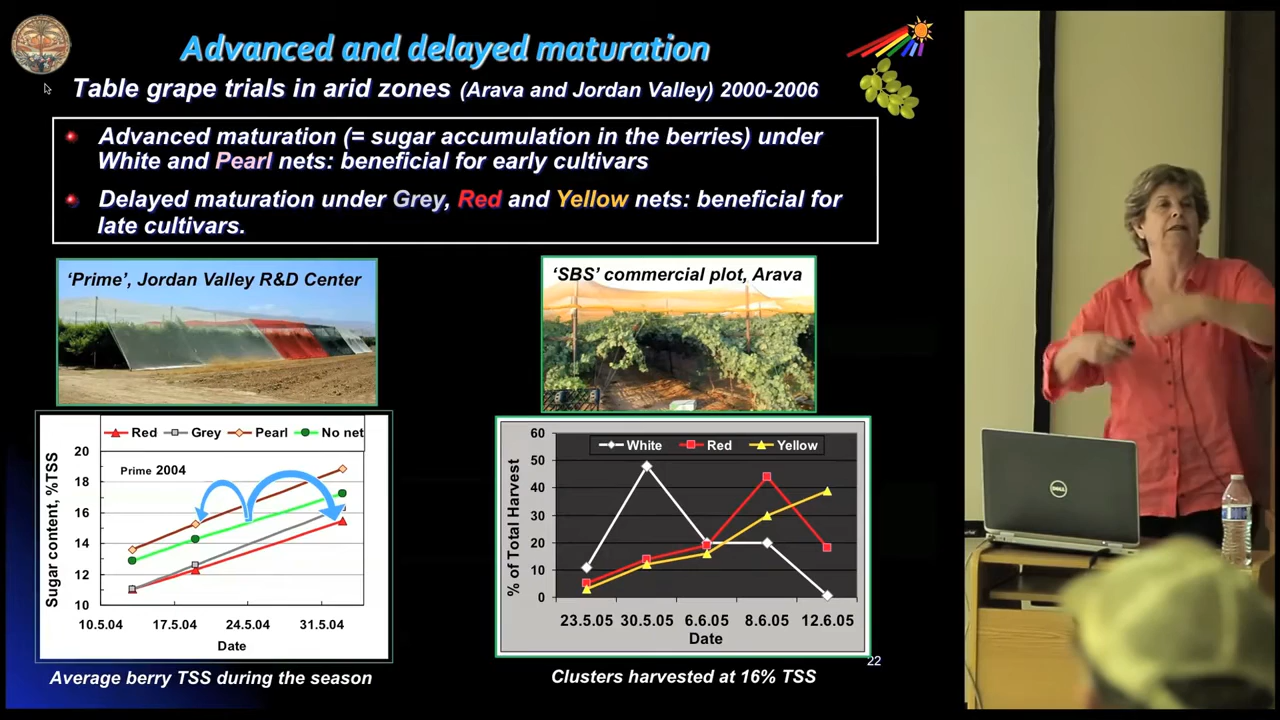 Advanced and delayed maturation
Table grape trials in arid zones (Arava and Jordan Valley) 2000-2006
Advanced maturation (= sugar accumulation in the berries) under
White and Pearl nets: beneficial for early cultivars
Delayed maturation under Grey, Red and Yellow nets: beneficial for
late cultivars.
‘Prime’, Jordan Valley R&D Center
‘SBS’ commercial plot, Arava
Red Grey Pearl No net
Prime 2004
Sugar content, %TSS
20
18
16
14
12
10
10.5.04 17.5.04 24.5.04 31.5.04
Date
Average berry TSS during the season
White Red Yellow
% of Total Harvest
60
50
40
30
20
10
0
23.5.05 30.5.05 6.6.05 8.6.05 12.6.05
Date
Clusters harvested at 16% TSS
22
DELL